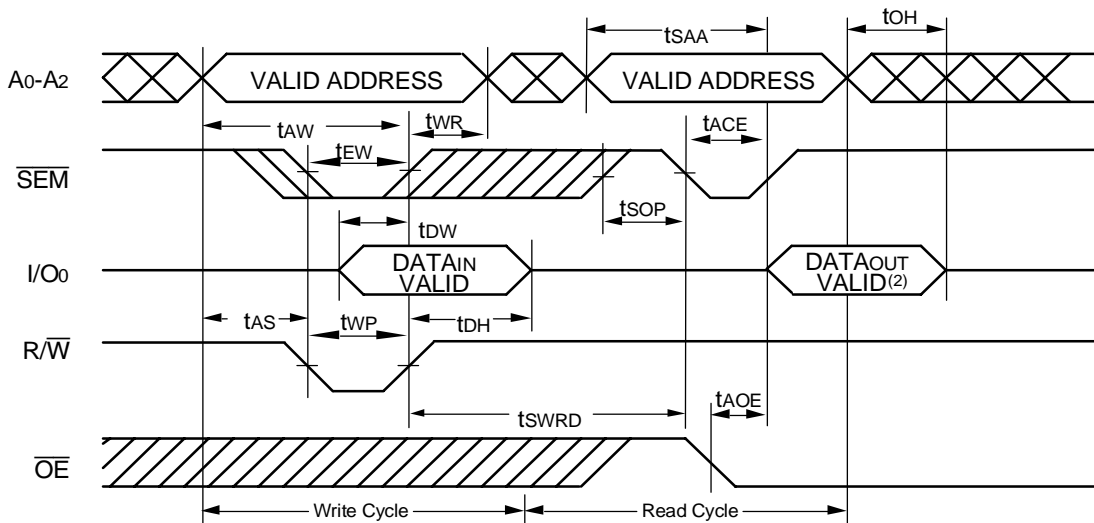 tOH
tSAA
A0-A2
VALID ADDRESS
VALID ADDRESS
tAW
tWR
tACE
tEW
SEM
tSOP
tDW
I/O0
DATAIN
VALID
DATAOUT
VALID(2)
tAS
tWP
tDH
R/W
tAOE
tSWRD
OE
Write Cycle
Read Cycle